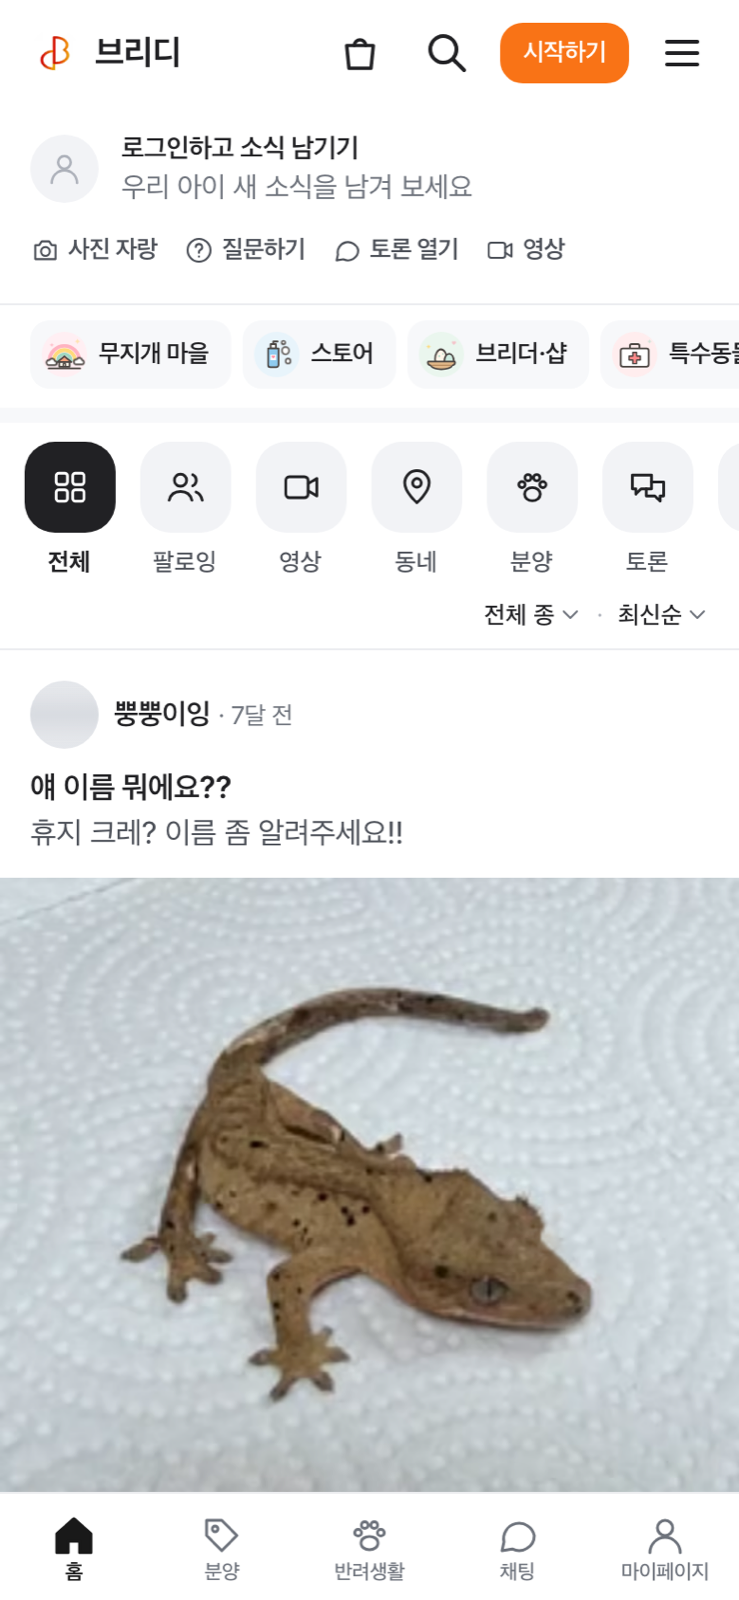 브리디
시작하기
로그인하고 소식 남기기
우리 아이 새 소식을 남겨 보세요
사진 자랑 질문하기 토론 열기 영상
무지개 마을 스토어 브리더·샵 특수동
전체 팔로잉 영상 동네 분양 토론
전체 종 · 최신순
뿡뿡이잉 · 7달 전
얘 이름 뭐에요??
휴지 크레? 이름 좀 알려주세요!!
홈 분양 반려생활 채팅 마이페이지